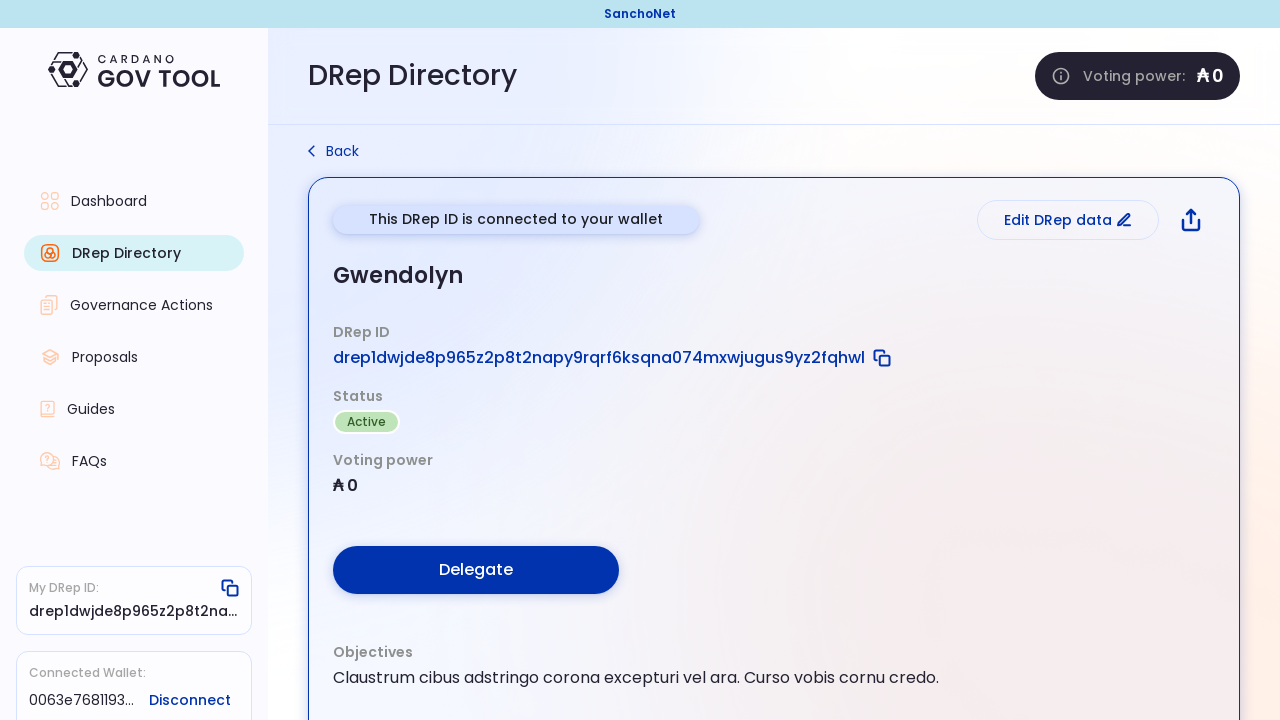 SanchoNet
CARDANO
GOV TOOL
DRep Directory
Voting power: ₳ 0
Back
Dashboard
DRep Directory
Governance Actions
Proposals
Guides
FAQs
This DRep ID is connected to your wallet
Edit DRep data
Gwendolyn
DRep ID
drep1dwjde8p965z2p8t2napy9rqrf6ksqna074mxwjugus9yz2fqhwl
Status
Active
Voting power
₳ 0
Delegate
Objectives
Claustrum cibus adstringo corona excepturi vel ara. Curso vobis cornu credo.
My DRep ID:
drep1dwjde8p965z2p8t2na...
Connected Wallet:
0063e7681193... Disconnect